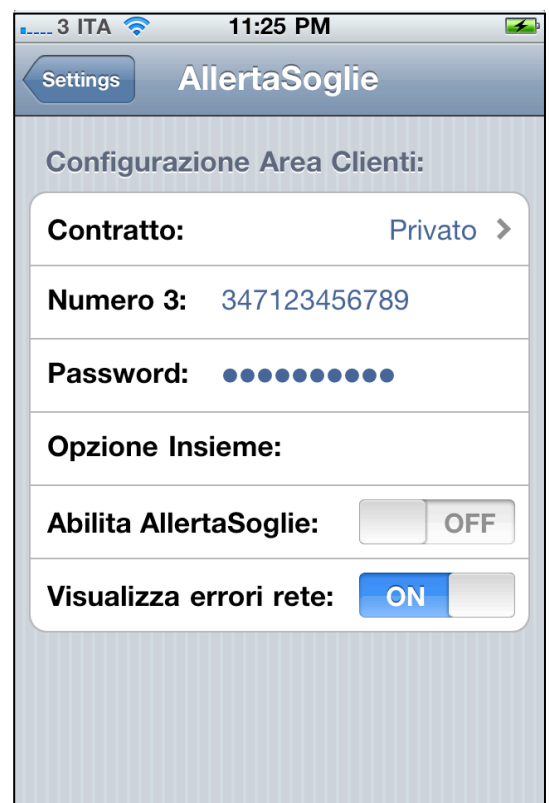 3 ITA 11:25 PM
Settings AllertaSoglie
Configurazione Area Clienti:
Contratto: Privato
Numero 3: 347123456789
Password: ●●●●●●●●●●
Opzione Insieme:
Abilita AllertaSoglie: OFF
Visualizza errori rete: ON